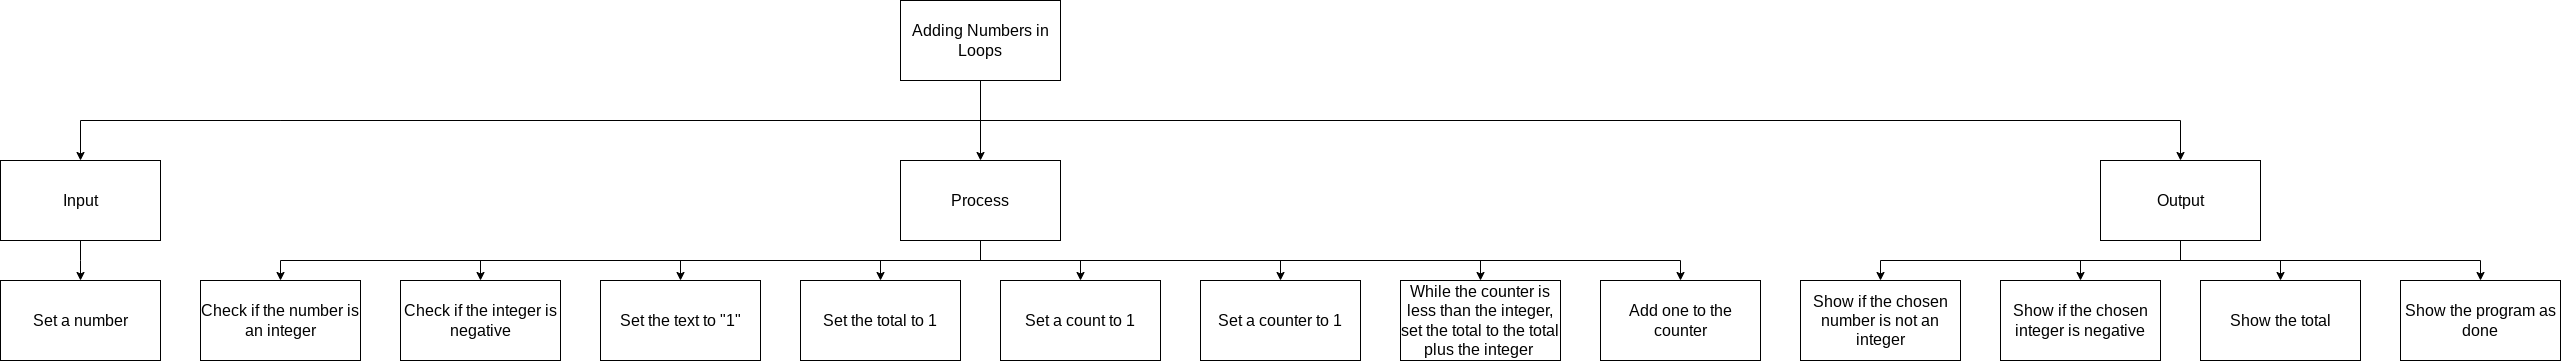 Adding Numbers in
Loops
Input
Process
Output
Set a number
Check if the number is
an integer
Check if the integer is
negative
Set the text to "1"
Set the total to 1
Set a count to 1
Set a counter to 1
While the counter is
less than the integer,
set the total to the total
plus the integer
Add one to the
counter
Show if the chosen
number is not an
integer
Show if the chosen
integer is negative
Show the total
Show the program as
done